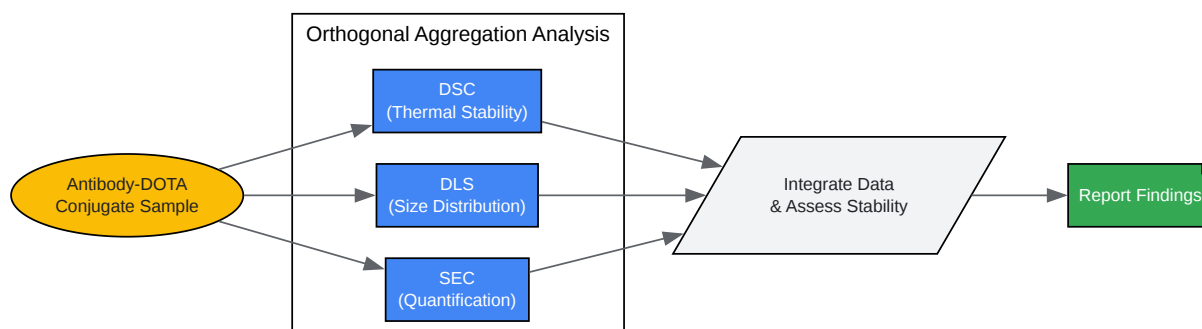 Orthogonal Aggregation Analysis
DSC
(Thermal Stability)
Antibody-DOTA
Conjugate Sample
DLS
(Size Distribution)
SEC
(Quantification)
Integrate Data
& Assess Stability
Report Findings